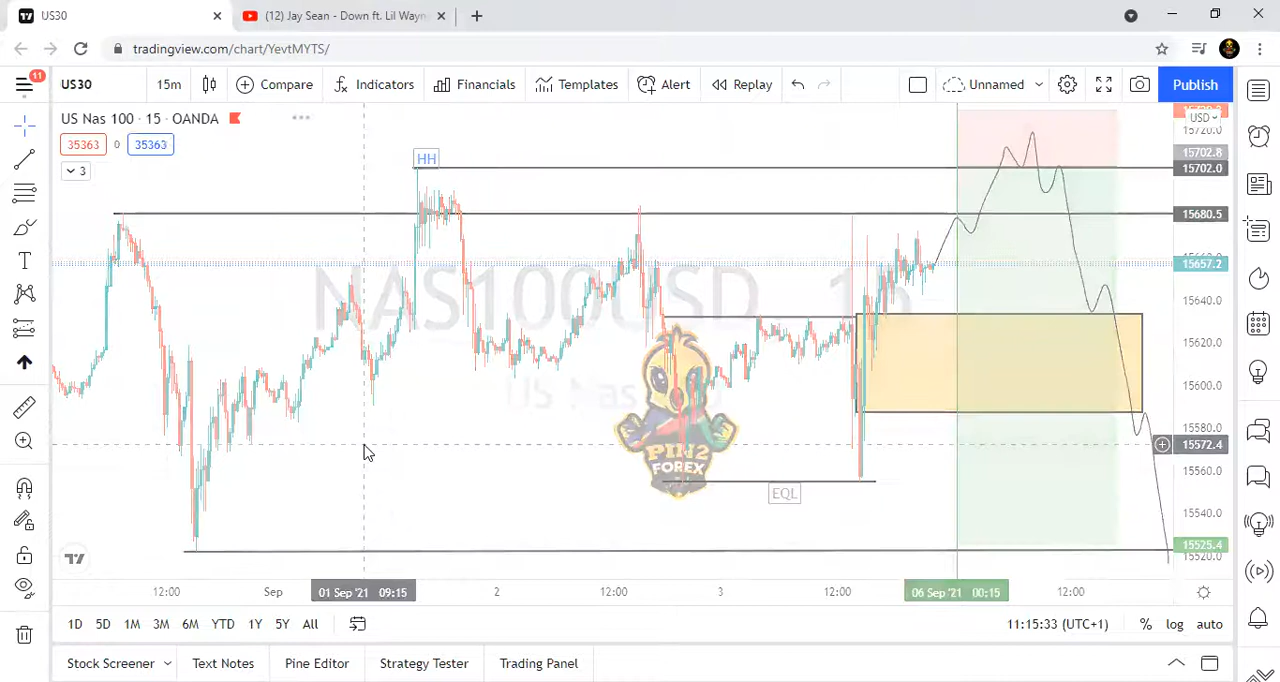 US30
(12) Jay Sean - Down ft. Lil Wayn
tradingview.com/chart/YevtMYTS/
11
US30
15m
Compare
Indicators
Financials
Templates
Alert
Replay
Unnamed
Publish
US Nas 100 · 15 · OANDA
USD
35363
0
35363
3
15720.0
15702.8
15702.0
15680.5
15657.2
15640.0
15620.0
15600.0
15580.0
15572.4
15560.0
15540.0
15525.4
15520.0
HH
NAS100USD, 15
US Nas
PIN2
FOREX
EQL
12:00
Sep
01 Sep '21 09:15
2
12:00
3
12:00
06 Sep '21 00:15
12:00
1D
5D
1M
3M
6M
YTD
1Y
5Y
All
11:15:33 (UTC+1)
%
log
auto
Stock Screener
Text Notes
Pine Editor
Strategy Tester
Trading Panel